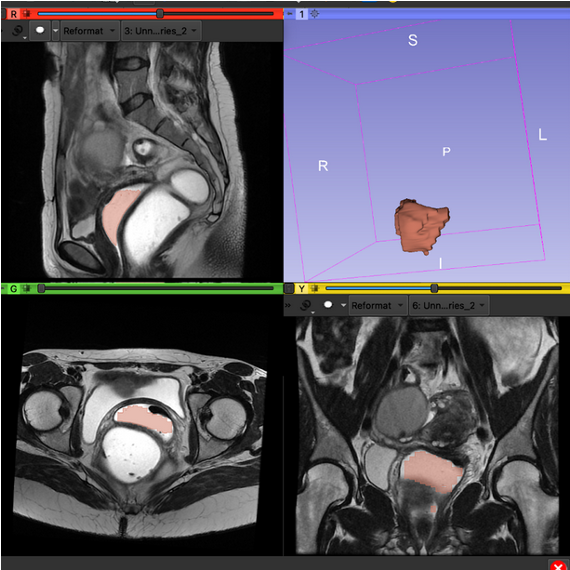 R
1
Reformat
3: Unn...ries_2
S
L
P
R
I
G
Y
Reformat
6: Unn...ries_2